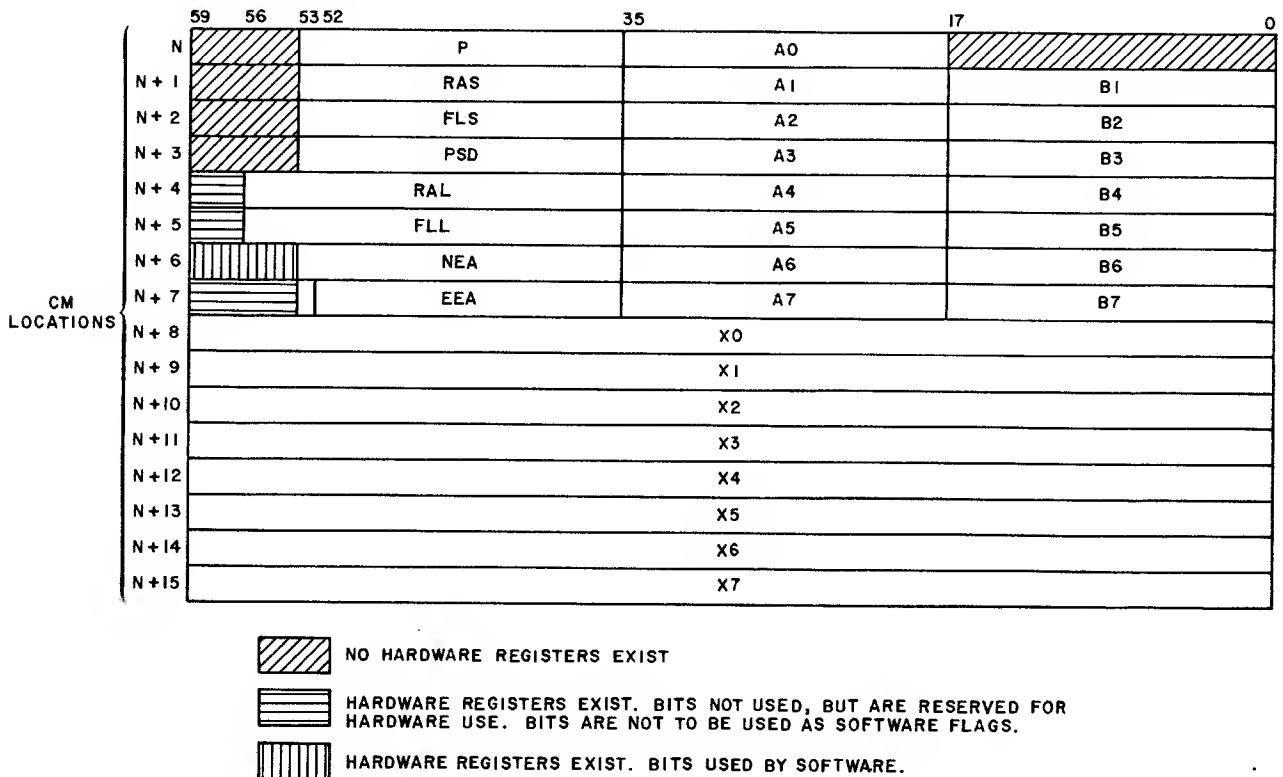 59 56 53 52 35 17 0
N P A0
N + 1 RAS A1 B1
N + 2 FLS A2 B2
N + 3 PSD A3 B3
N + 4 RAL A4 B4
N + 5 FLL A5 B5
N + 6 NEA A6 B6
N + 7 EEA A7 B7
CM
LOCATIONS
N + 8 X0
N + 9 X1
N +10 X2
N +11 X3
N +12 X4
N +13 X5
N +14 X6
N +15 X7
NO HARDWARE REGISTERS EXIST
HARDWARE REGISTERS EXIST. BITS NOT USED, BUT ARE RESERVED FOR
HARDWARE USE. BITS ARE NOT TO BE USED AS SOFTWARE FLAGS.
HARDWARE REGISTERS EXIST. BITS USED BY SOFTWARE.